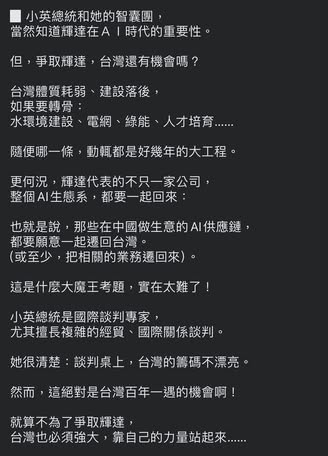 小英總統和她的智囊團，
當然知道輝達在ＡＩ時代的重要性。
但，爭取輝達，台灣還有機會嗎？
台灣體質耗弱、建設落後，
如果要轉骨：
水環境建設、電網、綠能、人才培育......
隨便哪一條，動輒都是好幾年的大工程。
更何況，輝達代表的不只一家公司，
整個AI生態系，都要一起回來：
也就是說，那些在中國做生意的AI供應鏈，
都要願意一起遷回台灣。
(或至少，把相關的業務遷回來)。
這是什麼大魔王考題，實在太難了！
小英總統是國際談判專家，
尤其擅長複雜的經貿、國際關係談判。
她很清楚：談判桌上，台灣的籌碼不漂亮。
然而，這絕對是台灣百年一遇的機會啊！
就算不為了爭取輝達，
台灣也必須強大，靠自己的力量站起來......